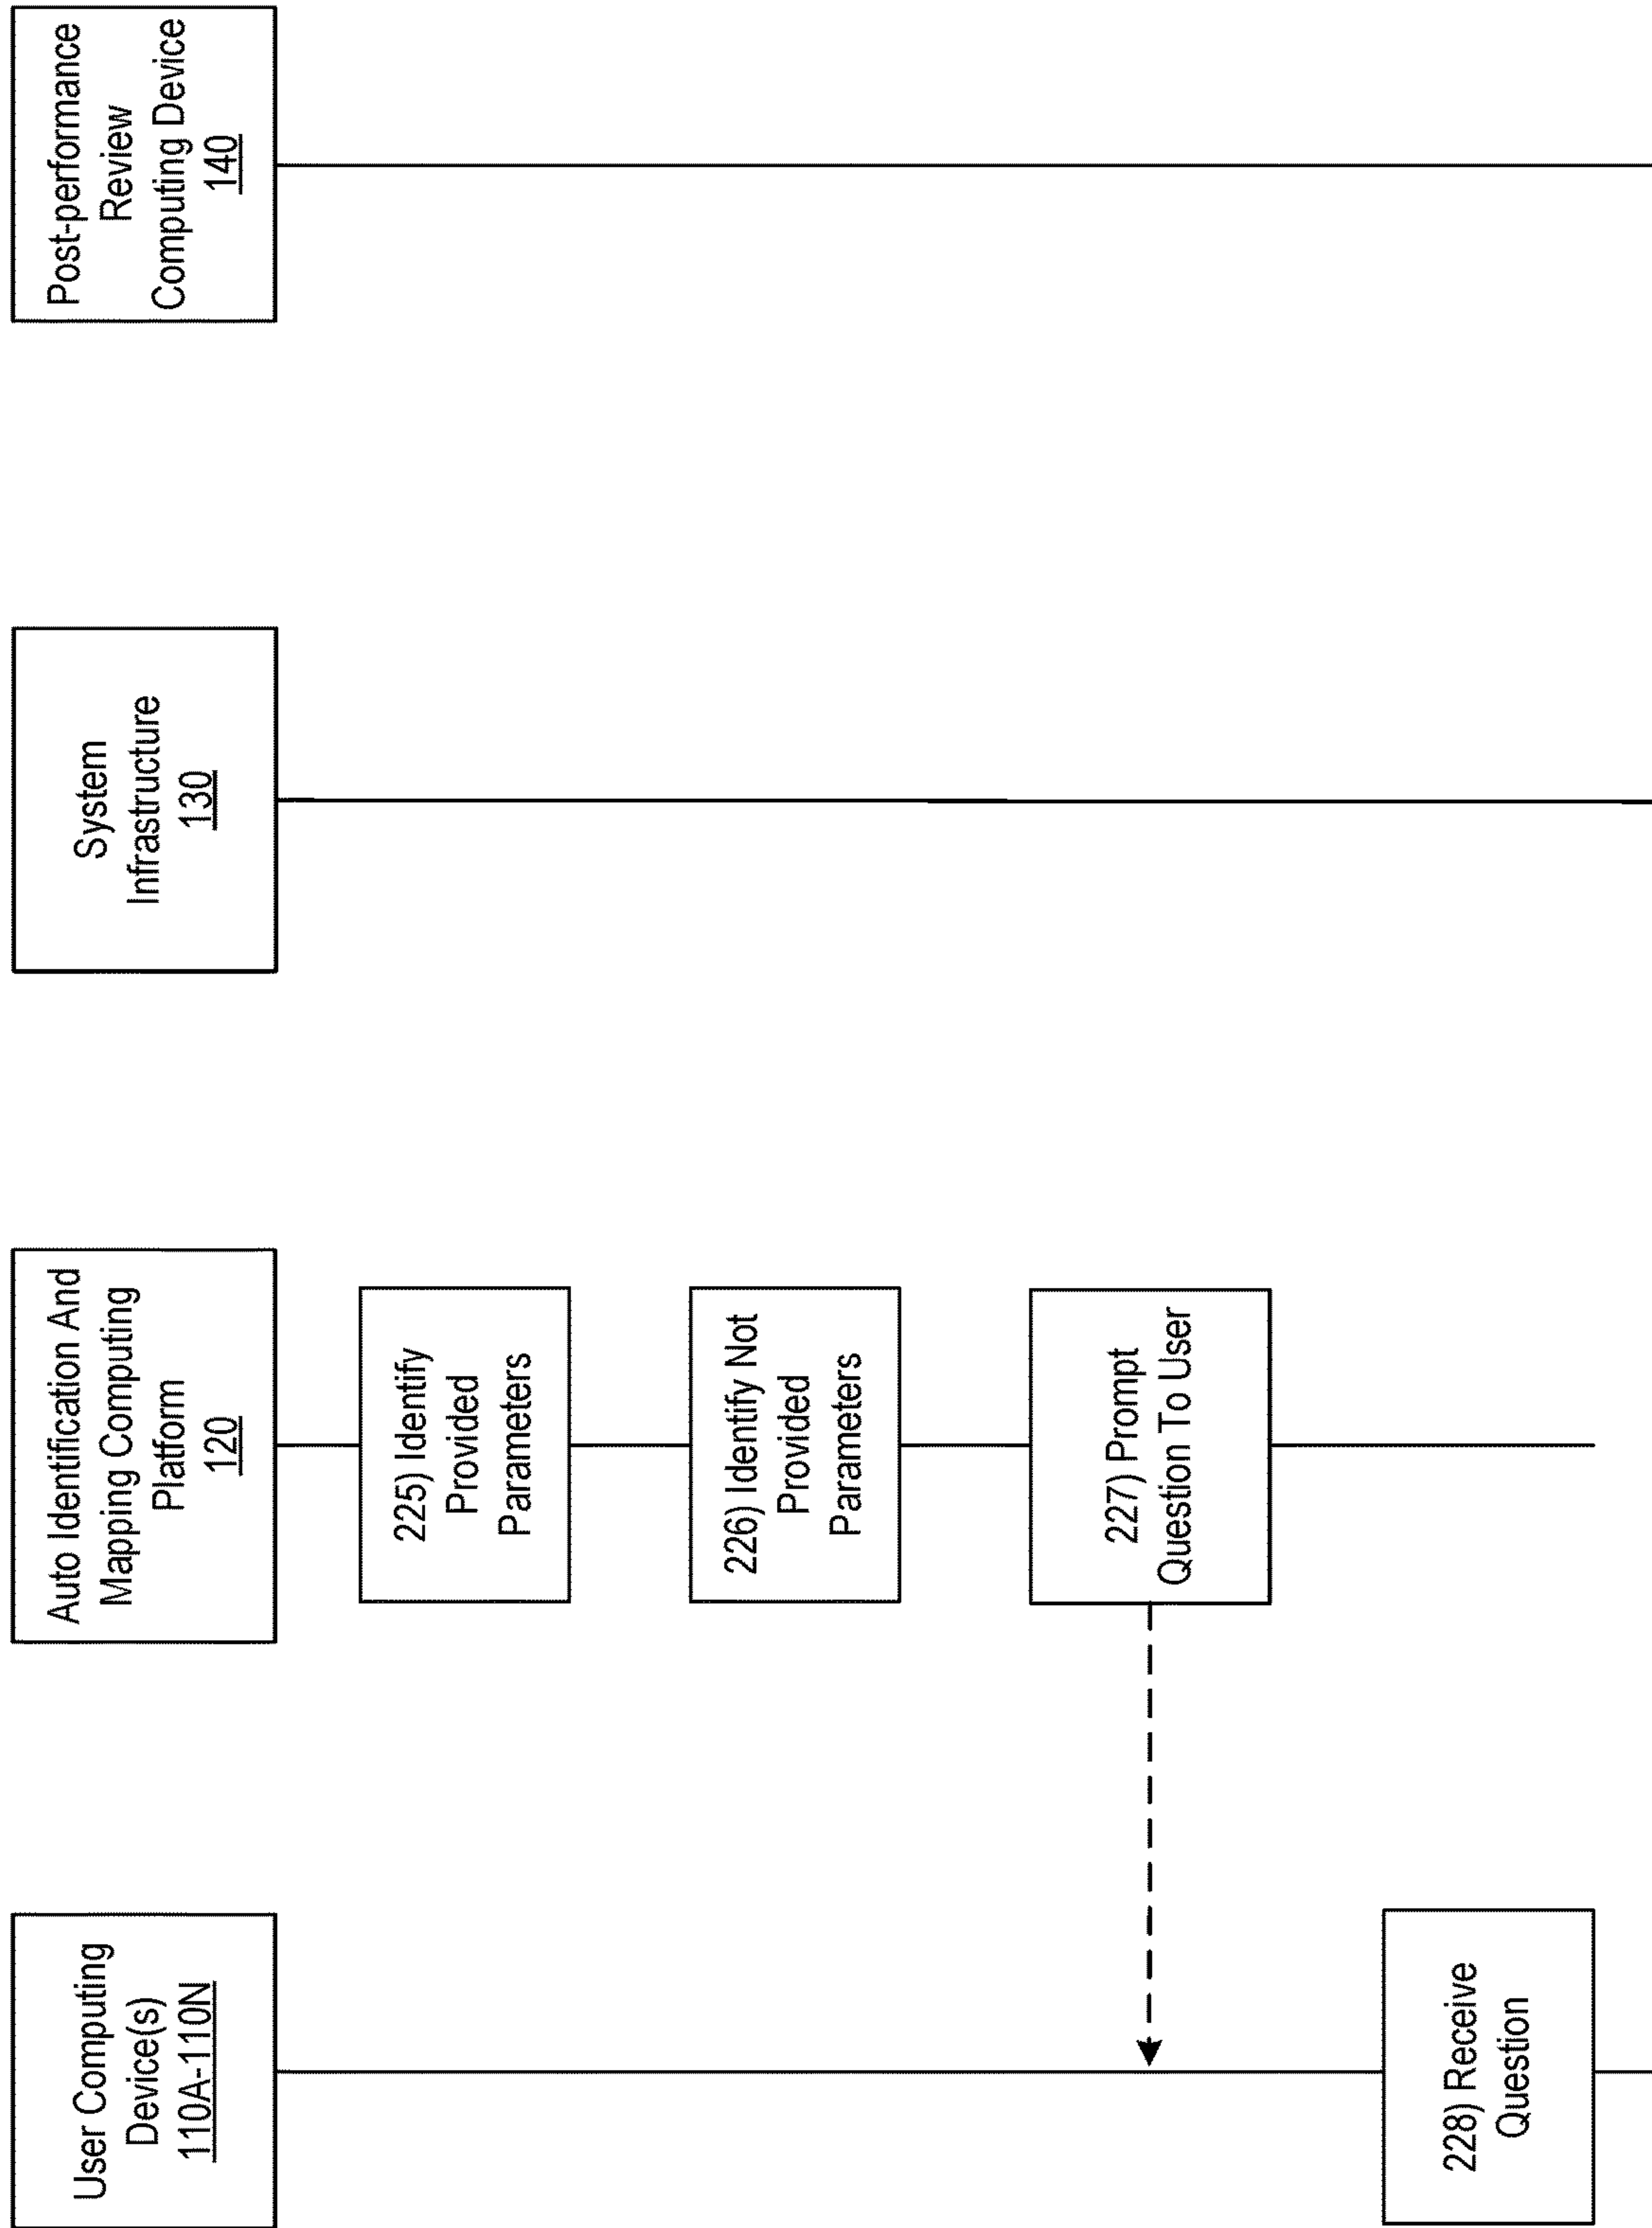 User Computing
Device(s)
110A-110N
Auto Identification And
Mapping Computing
Platform
120
System
Infrastructure
130
Post-performance
Review
Computing Device
140
225) Identify
Provided
Parameters
226) Identify Not
Provided
Parameters
227) Prompt
Question To User
228) Receive
Question